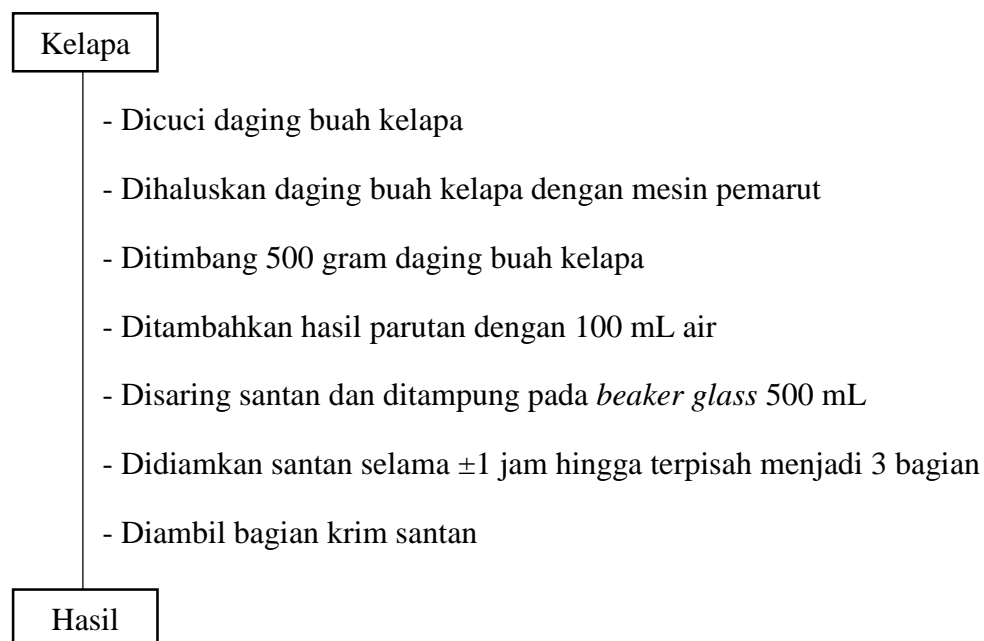 Kelapa
- Dicuci daging buah kelapa
- Dihaluskan daging buah kelapa dengan mesin pemarut
- Ditimbang 500 gram daging buah kelapa
- Ditambahkan hasil parutan dengan 100 mL air
- Disaring santan dan ditampung pada beaker glass 500 mL
- Didiamkan santan selama ±1 jam hingga terpisah menjadi 3 bagian
- Diambil bagian krim santan
Hasil